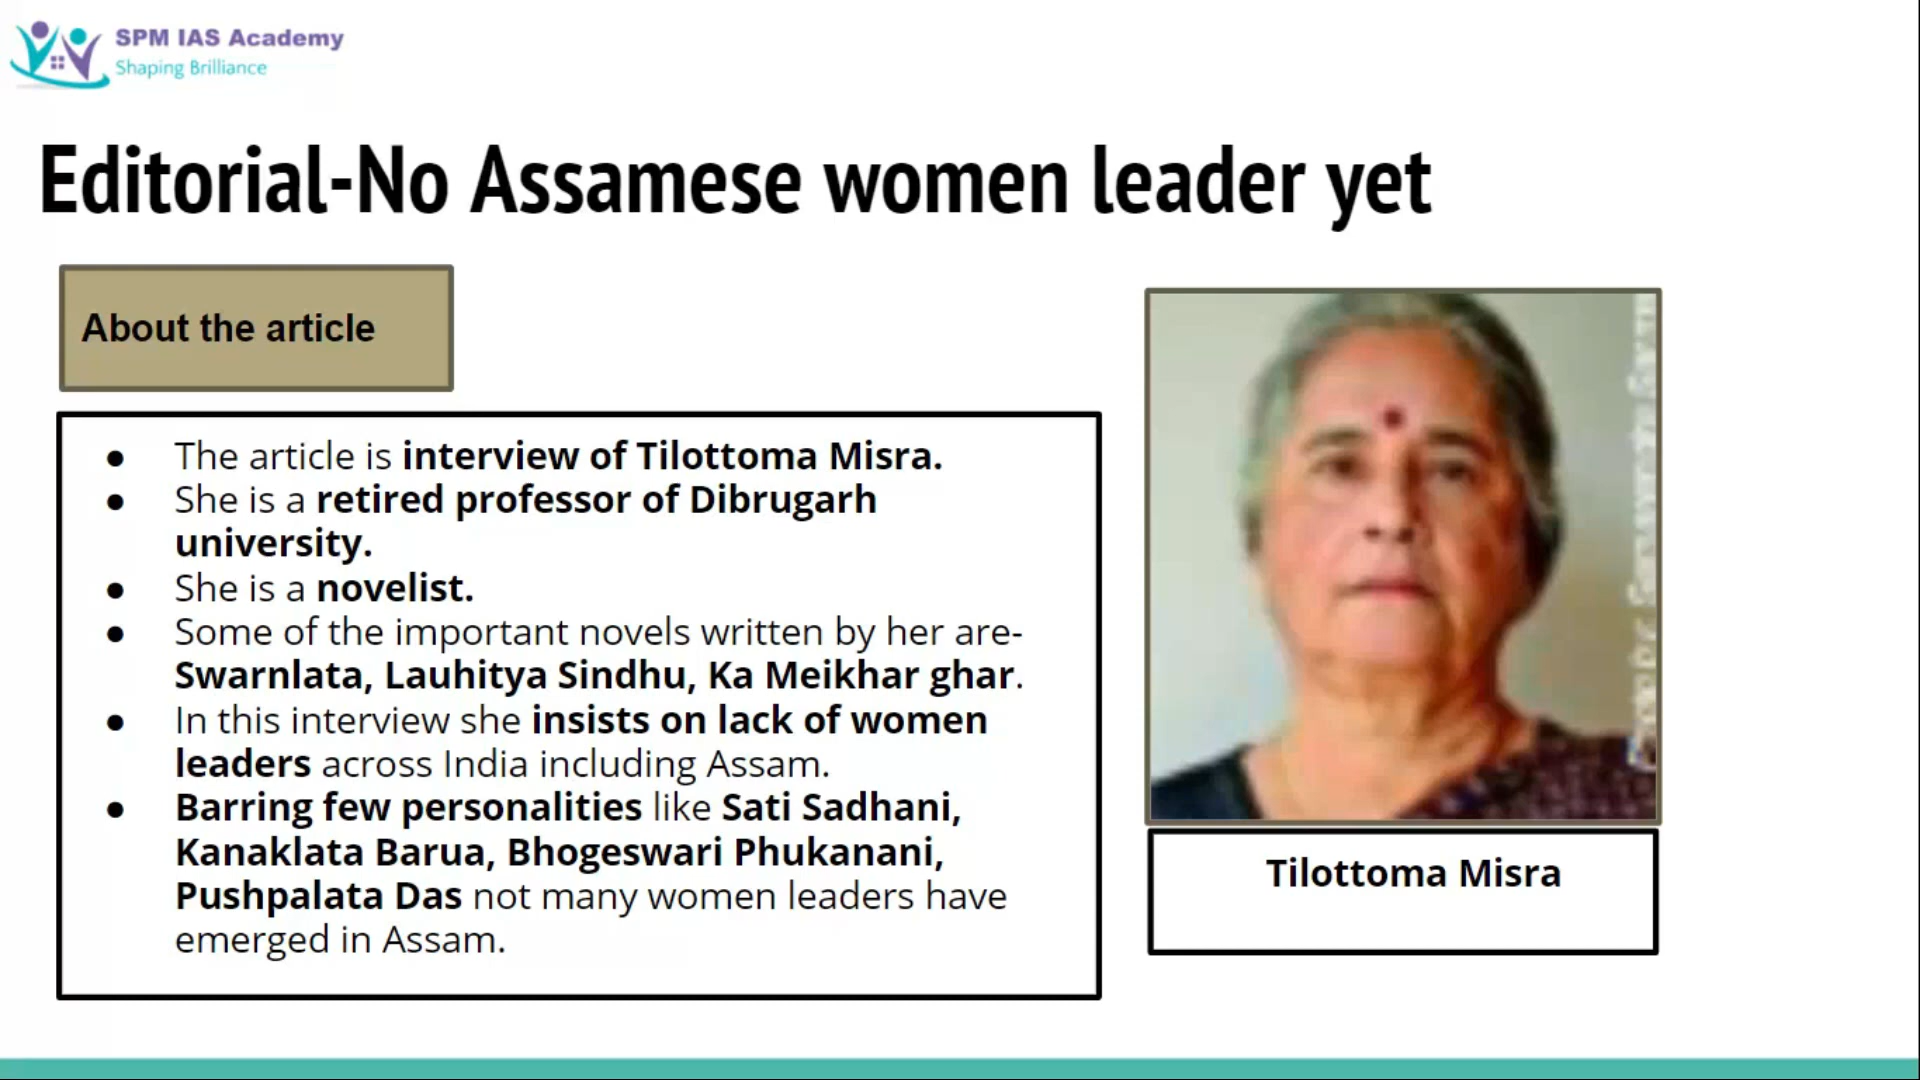 SPM IAS Academy
Shaping Brilliance
Editorial-No Assamese women leader yet
About the article
● The article is interview of Tilottoma Misra.
● She is a retired professor of Dibrugarh
university.
● She is a novelist.
● Some of the important novels written by her are-
Swarnlata, Lauhitya Sindhu, Ka Meikhar ghar.
● In this interview she insists on lack of women
leaders across India including Assam.
● Barring few personalities like Sati Sadhani,
Kanaklata Barua, Bhogeswari Phukanani,
Pushpalata Das not many women leaders have
emerged in Assam.
Tilottoma Misra